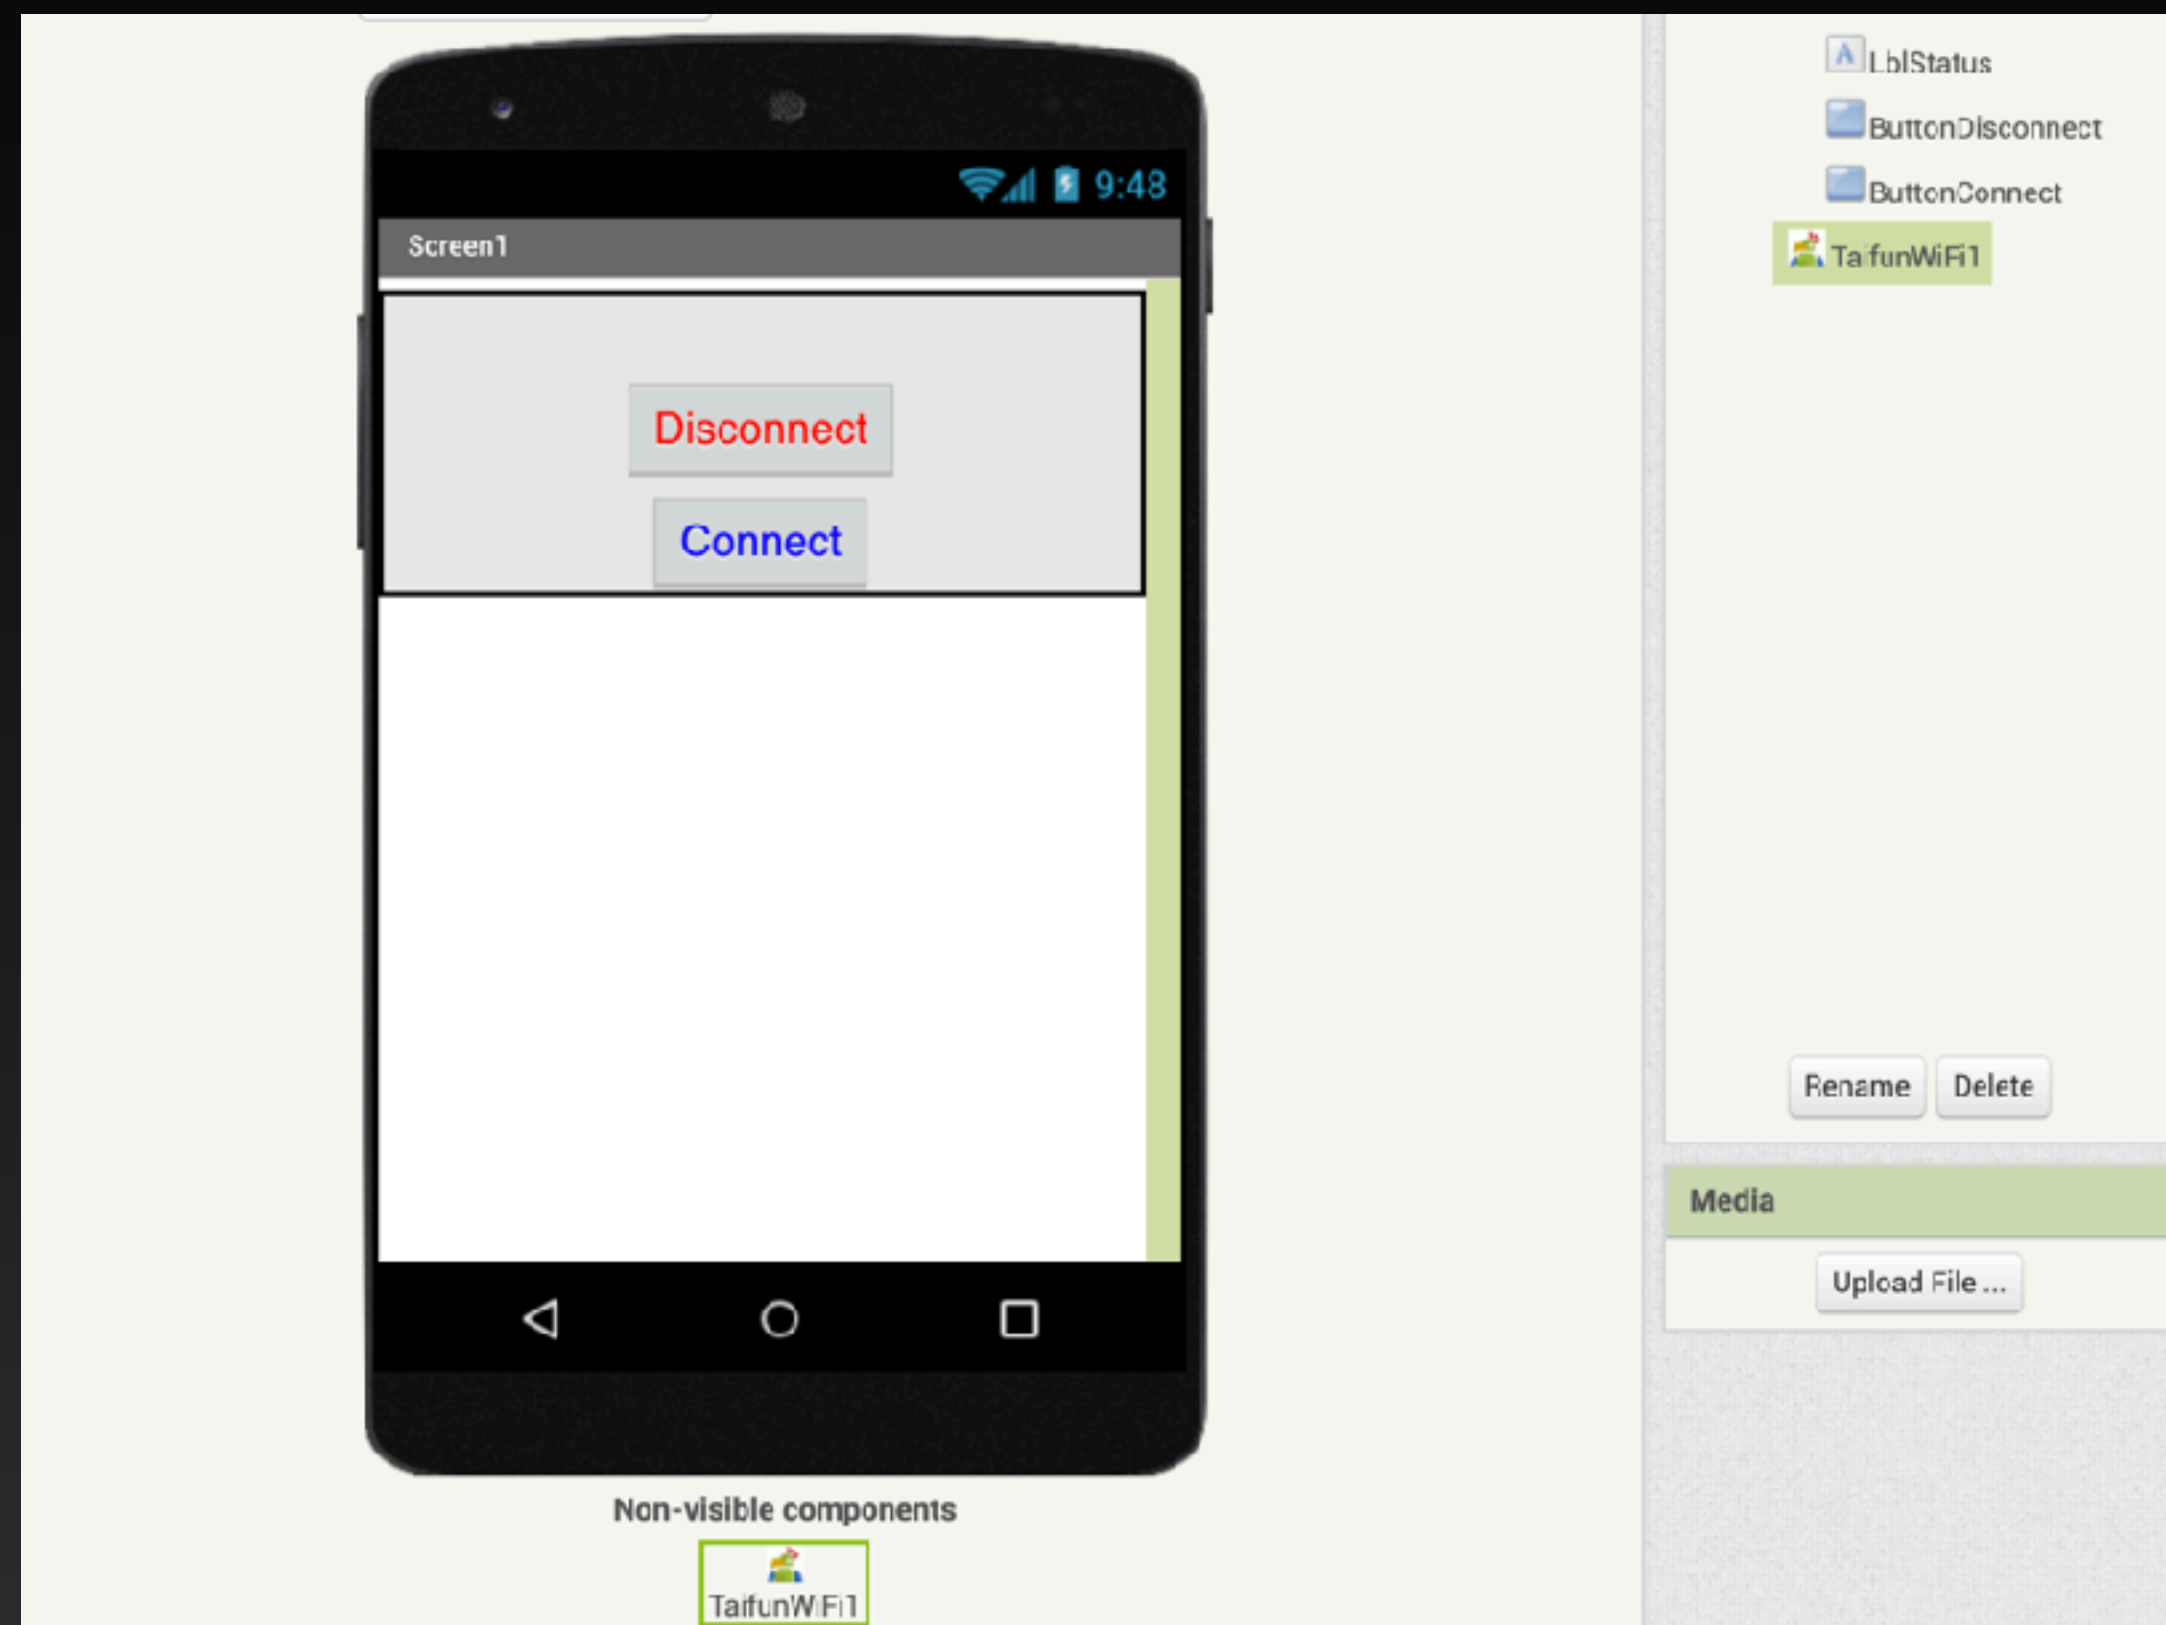 9:48
Screen1
Disconnect
Connect
Non-visible components
TaifunWiFi1
A LblStatus
ButtonDisconnect
ButtonConnect
TaifunWiFi1
Rename Delete
Media
Upload File ...